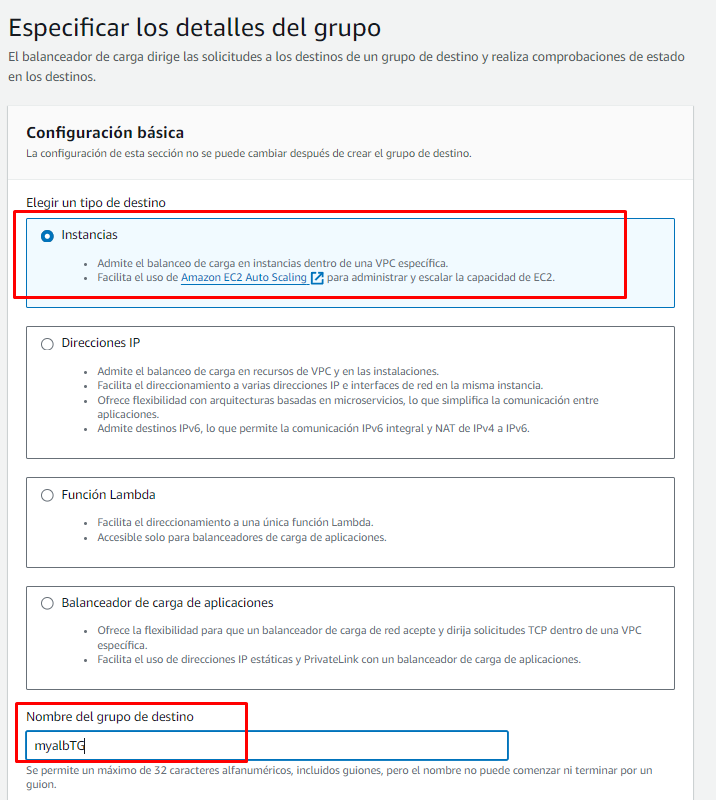 Especificar los detalles del grupo
El balanceador de carga dirige las solicitudes a los destinos de un grupo de destino y realiza comprobaciones de estado
en los destinos.
Configuración básica
La configuración de esta sección no se puede cambiar después de crear el grupo de destino.
Elegir un tipo de destino
Instancias
• Admite el balanceo de carga en instancias dentro de una VPC específica.
• Facilita el uso de Amazon EC2 Auto Scaling para administrar y escalar la capacidad de EC2.
Direcciones IP
• Admite el balanceo de carga en recursos de VPC y en las instalaciones.
• Facilita el direccionamiento a varias direcciones IP e interfaces de red en la misma instancia.
• Ofrece flexibilidad con arquitecturas basadas en microservicios, lo que simplifica la comunicación entre
aplicaciones.
• Admite destinos IPv6, lo que permite la comunicación IPv6 integral y NAT de IPv4 a IPv6.
Función Lambda
• Facilita el direccionamiento a una única función Lambda.
• Accesible solo para balanceadores de carga de aplicaciones.
Balanceador de carga de aplicaciones
• Ofrece la flexibilidad para que un balanceador de carga de red acepte y dirija solicitudes TCP dentro de una VPC
específica.
• Facilita el uso de direcciones IP estáticas y PrivateLink con un balanceador de carga de aplicaciones.
Nombre del grupo de destino
myalbTG
Se permite un máximo de 32 caracteres alfanuméricos, incluidos guiones, pero el nombre no puede comenzar ni terminar por un
guion.